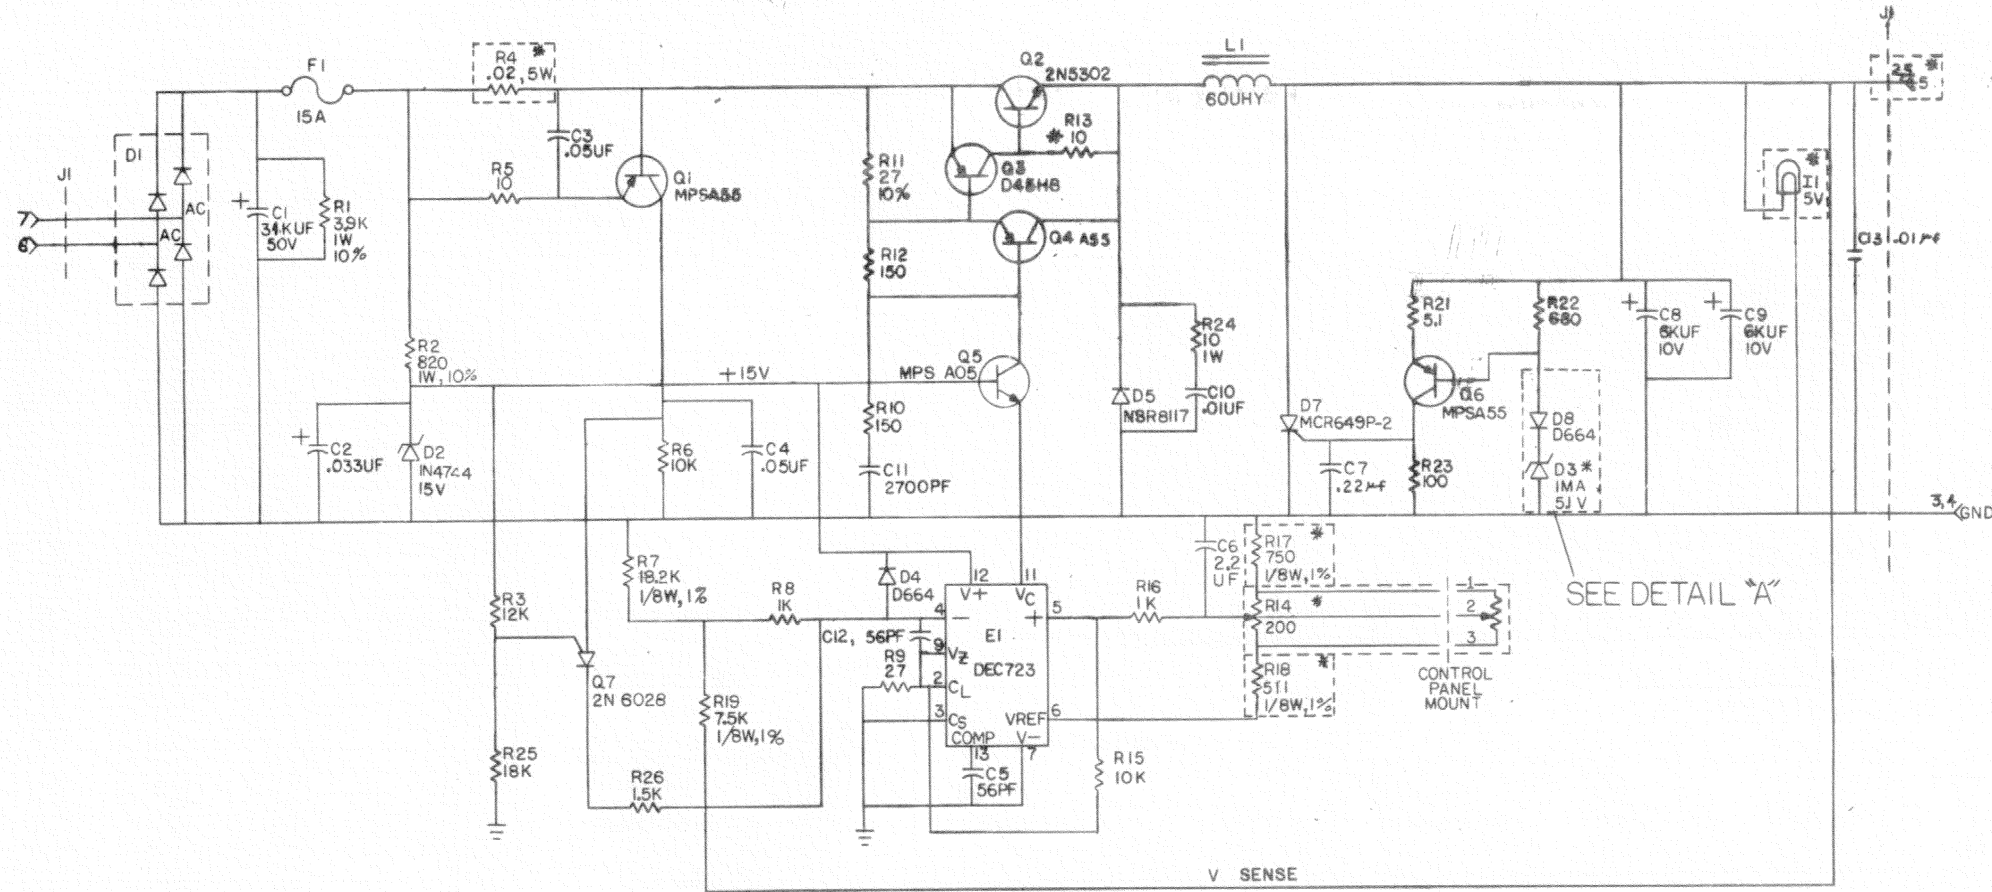 J1
F1
15A
R4 *
.02, 5W
Q2
2N5302
L1
60UHY
J1
*
5
D1
AC
AC
J1
7
6
C1
50V
R1
3.9K
1W
10%
+
C3
.05UF
R5
10
Q1
MPSA55
R11
27
10%
* R13
10
Q3
D45H8
Q4 A55
R12
150
*
I1
5V
C13 .01µf
R2
820
1W, 10%
+15V
MPS A05
Q5
R24
10
1W
C10
.01UF
D5
R21
5.1
R22
680
+
C8
6KUF
10V
+
C9
6KUF
10V
Q6
MPSA55
D7
MCR649P-2
D8
D664
D3 *
1MA
5.1 V
+
C2
.033UF
D2
1N4744
15V
R6
10K
C4
.05UF
R10
150
C11
2700PF
C7
.22µf
R23
100
3,4
GND
R3
12K
R7
18.2K
1/8W, 1%
R8
1K
D4
D664
12
V+
11
VC
4
–
5
+
E1
DEC723
C12, 56PF
9
VZ
R9
27
2
CL
3
CS
VREF 6
COMP
13
V–
7
R16
1K
C6
2.2
UF
R17 *
750
1/8W, 1%
R14 *
200
R18 *
511
1/8W, 1%
1
2
3
CONTROL
PANEL
MOUNT
SEE DETAIL "A"
Q7
2N 6028
R19
7.5K
1/8W, 1%
R25
18K
R26
1.5K
C5
56PF
R15
10K
V SENSE